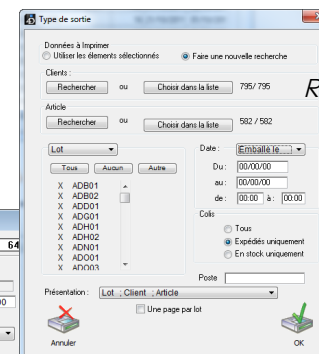 Type de sortie
Données à Imprimer
Utiliser les élements sélectionnés
Faire une nouvelle recherche
Clients :
Rechercher ou Choisir dans la liste 795/ 795
R
Article
Rechercher ou Choisir dans la liste 582 / 582
Lot
Date : Emballé le
Tous Aucun Autre
Du : 00/00/00
au : 00/00/00
de : 00:00 à : 00:00
X ADB01
X ADB02
X ADD01
X ADG01
X ADH01
X ADH02
X ADN01
X ADO01
X ADO03
Colis
Tous
Expédiés uniquement
En stock uniquement
64
00
Poste
Présentation : Lot ; Client ; Article
Une page par lot
Annuler
OK